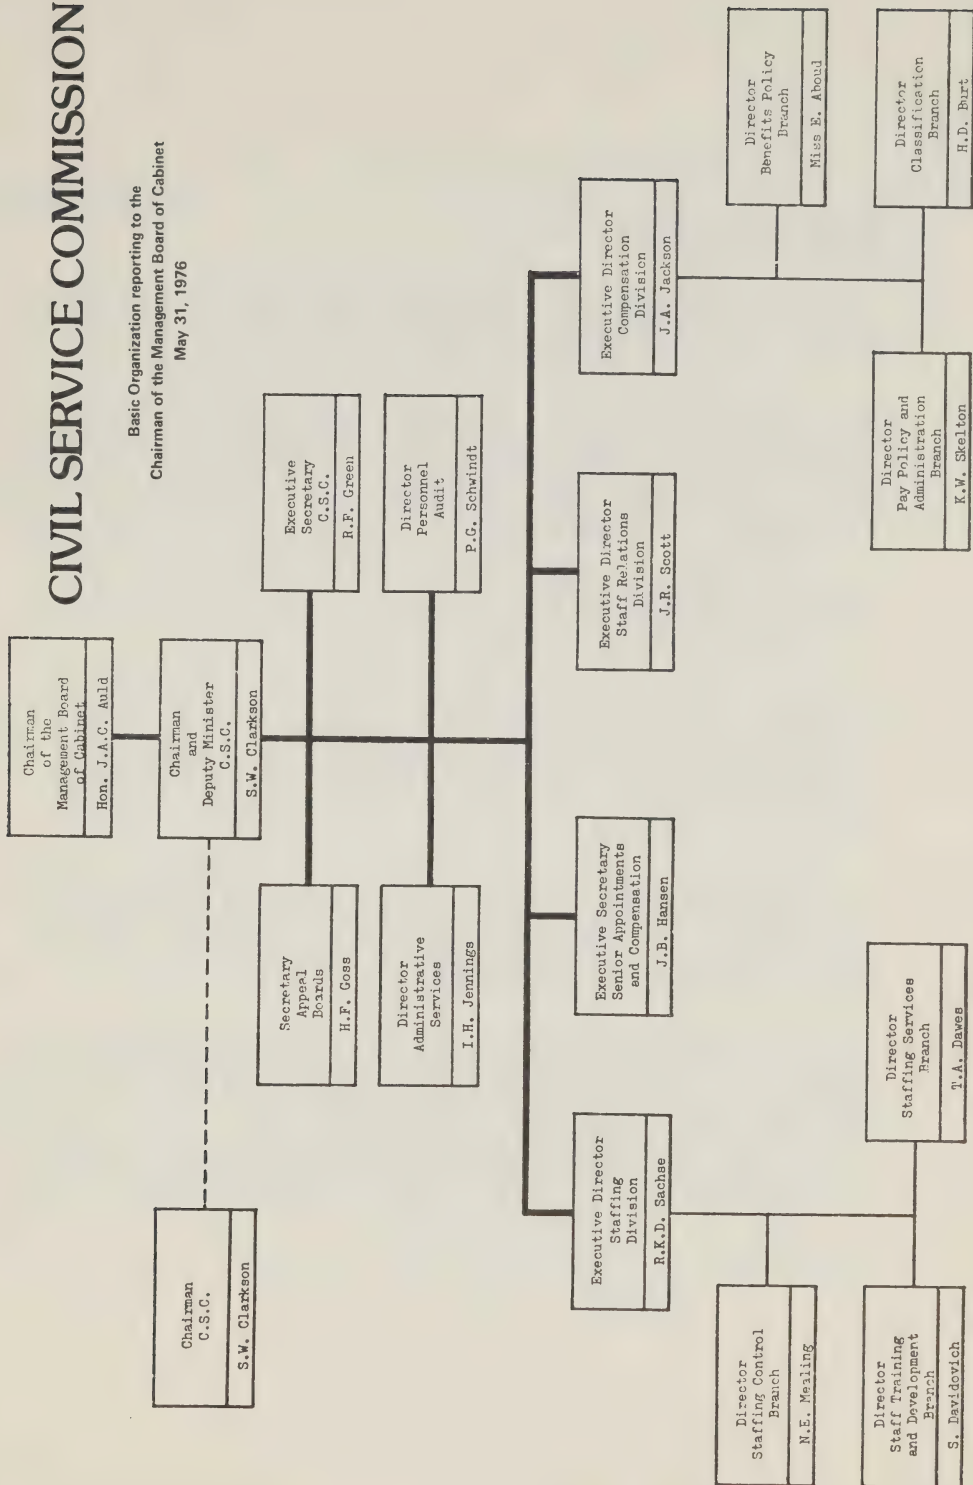 CIVIL SERVICE COMMISSION
Basic Organization reporting to the
Chairman of the Management Board of Cabinet
May 31, 1976
Chairman
of the
Management Board
of Cabinet
Hon. J.A.C. Auld
Chairman
C.S.C.
S.W. Clarkson
Chairman
and
Deputy Minister
C.S.C.
S.W. Clarkson
Secretary
Appeal
Boards
H.F. Goss
Executive
Secretary
C.S.C.
R.F. Green
Director
Administrative
Services
I.H. Jennings
Director
Personnel
Audit
P.G. Schwindt
Executive Director
Staffing
Division
R.K.D. Sachse
Executive Secretary
Senior Appointments
and Compensation
J.B. Hansen
Executive Director
Staff Relations
Division
J.R. Scott
Executive Director
Compensation
Division
J.A. Jackson
Director
Staffing Control
Branch
N.E. Mealing
Director
Benefits Policy
Branch
Miss E. Aboud
Director
Staff Training
and Development
Branch
S. Davidovich
Director
Staffing Services
Branch
T.A. Dawes
Director
Pay Policy and
Administration
Branch
K.W. Skelton
Director
Classification
Branch
H.D. Burt